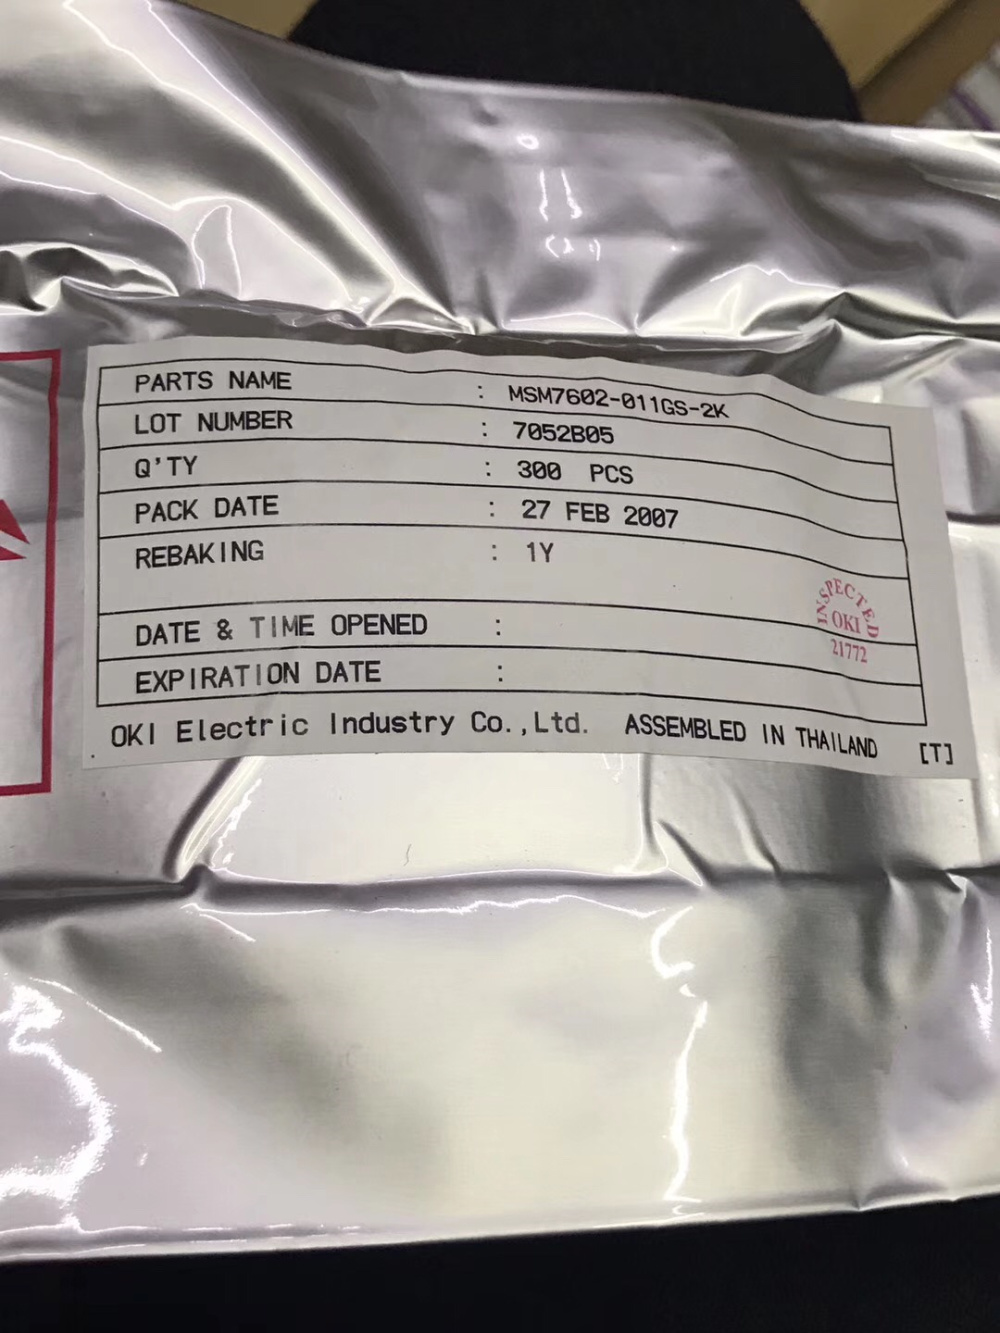 PARTS NAME : MSM7602-011GS-2K
LOT NUMBER : 7052B05
Q'TY : 300 PCS
PACK DATE : 27 FEB 2007
REBAKING : 1Y
INSPECTED
OKI
21772
DATE & TIME OPENED :
EXPIRATION DATE :
OKI Electric Industry Co.,Ltd. ASSEMBLED IN THAILAND [T]